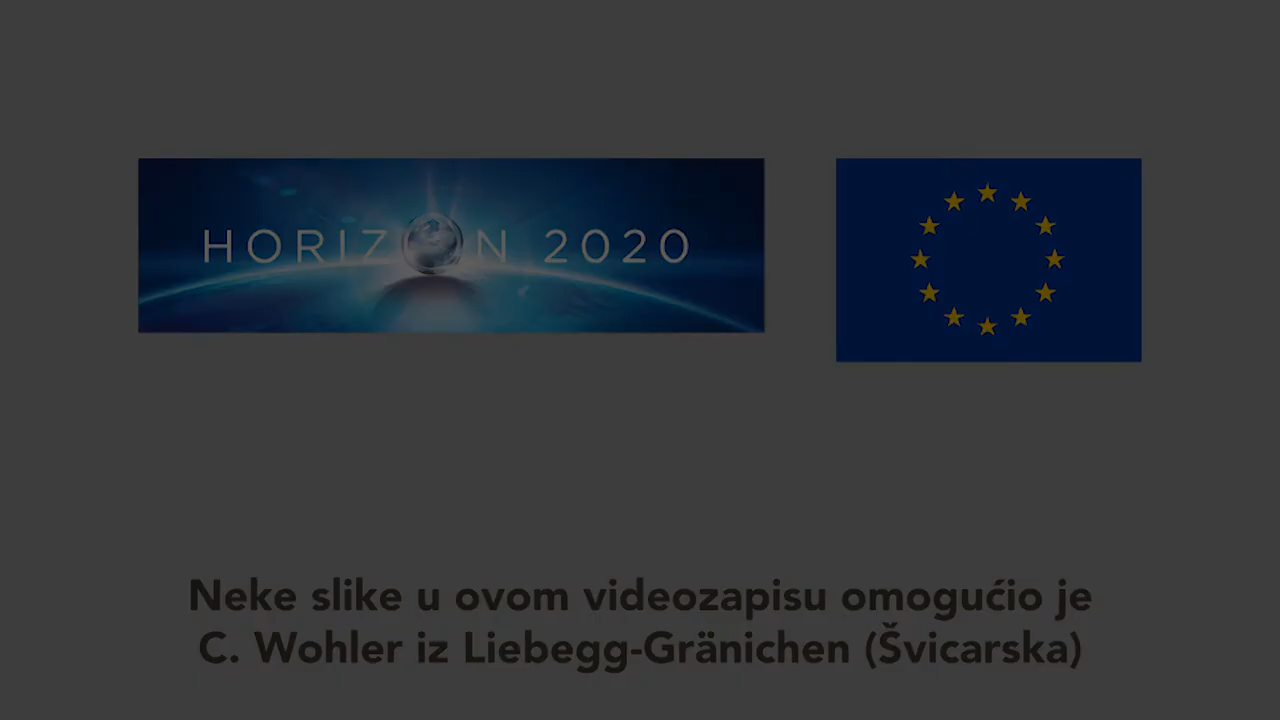 HORIZON 2020
Neke slike u ovom videozapisu omogućio je
C. Wohler iz Liebegg-Gränichen (Švicarska)